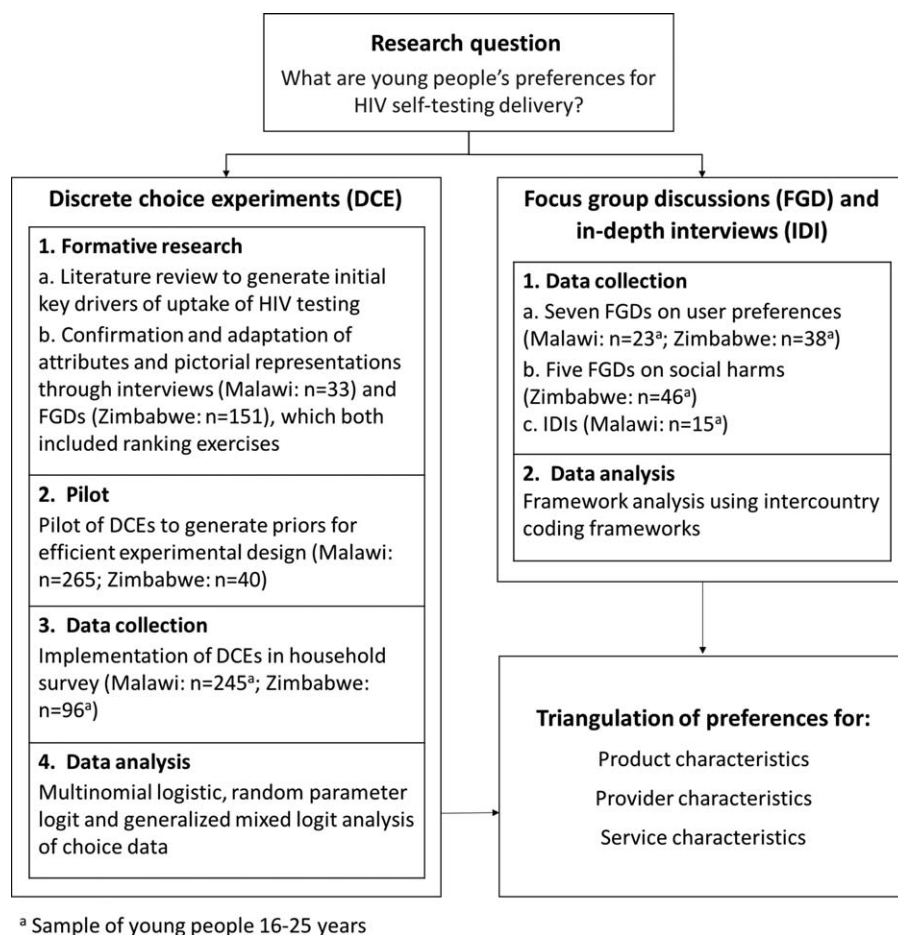 Research question
What are young people's preferences for
HIV self-testing delivery?
Discrete choice experiments (DCE)
1. Formative research
a. Literature review to generate initial
key drivers of uptake of HIV testing
b. Confirmation and adaptation of
attributes and pictorial representations
through interviews (Malawi: n=33) and
FGDs (Zimbabwe: n=151), which both
included ranking exercises
2. Pilot
Pilot of DCEs to generate priors for
efficient experimental design (Malawi:
n=265; Zimbabwe: n=40)
3. Data collection
Implementation of DCEs in household
survey (Malawi: n=245ᵃ; Zimbabwe:
n=96ᵃ)
4. Data analysis
Multinomial logistic, random parameter
logit and generalized mixed logit analysis
of choice data
Focus group discussions (FGD) and
in-depth interviews (IDI)
1. Data collection
a. Seven FGDs on user preferences
(Malawi: n=23ᵃ; Zimbabwe: n=38ᵃ)
b. Five FGDs on social harms
(Zimbabwe: n=46ᵃ)
c. IDIs (Malawi: n=15ᵃ)
2. Data analysis
Framework analysis using intercountry
coding frameworks
Triangulation of preferences for:
Product characteristics
Provider characteristics
Service characteristics
ᵃ Sample of young people 16-25 years